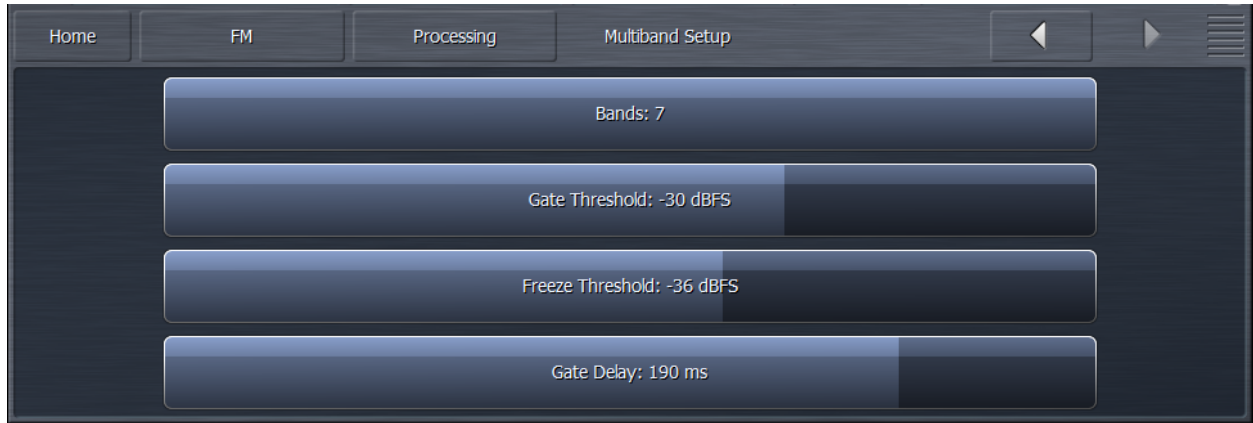 Home FM Processing Multiband Setup
Bands: 7
Gate Threshold: -30 dBFS
Freeze Threshold: -36 dBFS
Gate Delay: 190 ms